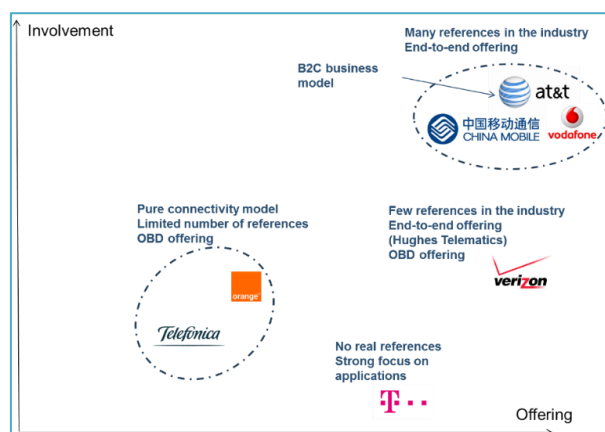 Involvement
Many references in the industry
End-to-end offering
B2C business
model
at&t
中国移动通信
CHINA MOBILE
vodafone
Pure connectivity model
Limited number of references
OBD offering
orange
Telefónica
Few references in the industry
End-to-end offering
(Hughes Telematics)
OBD offering
verizon
No real references
Strong focus on
applications
T
Offering